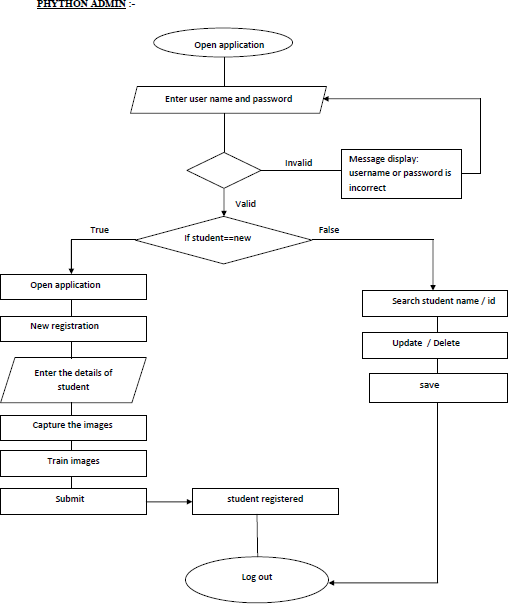 PHYTHON ADMIN :-
Open application
Enter user name and password
Invalid
Message display:
username or password is
incorrect
Valid
True
If student==new
False
Open application
New registration
Enter the details of
student
Capture the images
Train images
Submit
student registered
Search student name / id
Update / Delete
save
Log out